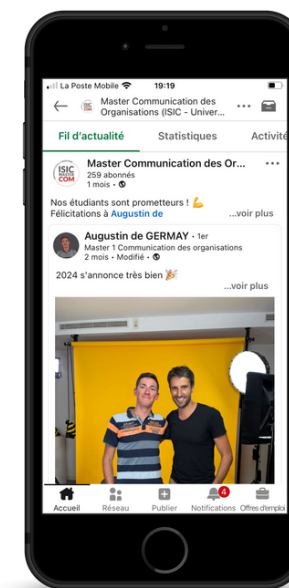 La Poste Mobile 19:19
Master Communication des
Organisations (ISIC - Univer...
Fil d'actualité Statistiques Activité
ISIC
MASTER
COM
Master Communication des Or...
259 abonnés
1 mois
Nos étudiants sont prometteurs ! 💪
Félicitations à Augustin de ...voir plus
Augustin de GERMAY • 1er
Master 1 Communication des organisations
2 mois • Modifié •
2024 s'annonce très bien 🎉
...voir plus
4
Accueil Réseau Publier Notifications Offres d'emploi